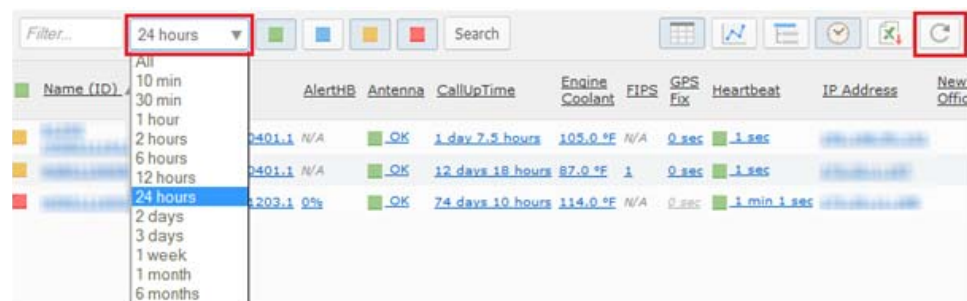 Filter...
24 hours
Search
Name (ID)
AlertHB
Antenna
CallUpTime
Engine
Coolant
FIPS
GPS
Fix
Heartbeat
IP Address
New
All
10 min
30 min
1 hour
2 hours
6 hours
12 hours
24 hours
2 days
3 days
1 week
1 month
6 months
0401.1 N/A OK 1 day 7.5 hours 105.0 °F N/A 0 sec 1 sec
0401.1 N/A OK 12 days 18 hours 87.0 °F 1 0 sec 1 sec
1203.1 0% OK 74 days 10 hours 114.0 °F N/A 0 sec 1 min 1 sec